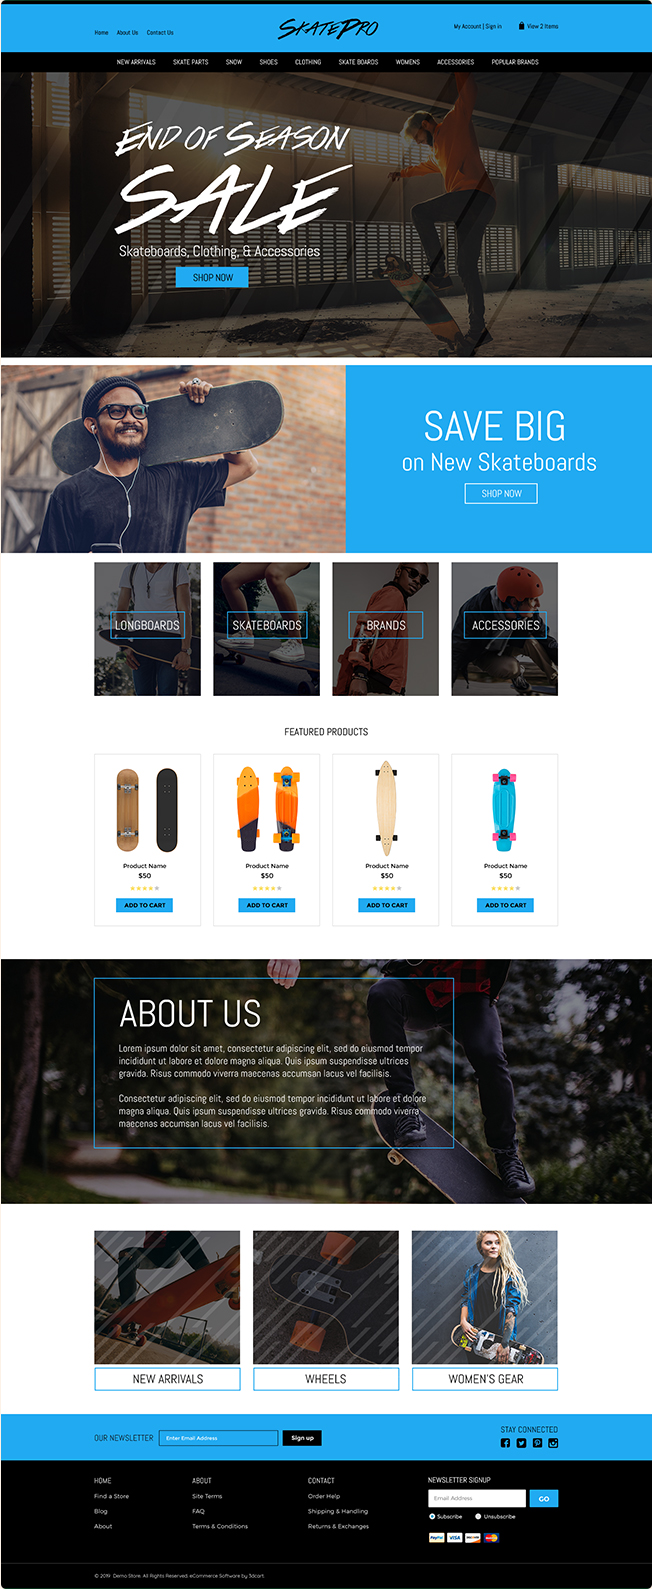 Home About Us Contact Us
SKATEPRO
My Account | Sign in View 2 Items
NEW ARRIVALS SKATE PARTS SNOW SHOES CLOTHING SKATE BOARDS WOMENS ACCESSORIES POPULAR BRANDS
END OF SEASON
SALE
Skateboards, Clothing, & Accessories
SHOP NOW
SAVE BIG
on New Skateboards
SHOP NOW
LONGBOARDS SKATEBOARDS BRANDS ACCESSORIES
FEATURED PRODUCTS
Product Name Product Name Product Name Product Name
$50 $50 $50 $50
ADD TO CART ADD TO CART ADD TO CART ADD TO CART
ABOUT US
Lorem ipsum dolor sit amet, consectetur adipiscing elit, sed do eiusmod tempor
incididunt ut labore et dolore magna aliqua. Quis ipsum suspendisse ultrices
gravida. Risus commodo viverra maecenas accumsan lacus vel facilisis.
Consectetur adipiscing elit, sed do eiusmod tempor incididunt ut labore et dolore
magna aliqua. Quis ipsum suspendisse ultrices gravida. Risus commodo viverra
maecenas accumsan lacus vel facilisis.
NEW ARRIVALS WHEELS WOMEN'S GEAR
OUR NEWSLETTER Enter Email Address Sign up
STAY CONNECTED
HOME ABOUT CONTACT NEWSLETTER SIGNUP
Find a Store Site Terms Order Help Email Address GO
Blog FAQ Shipping & Handling Subscribe Unsubscribe
About Terms & Conditions Returns & Exchanges
PayPal VISA
© 2019 Demo Store. All Rights Reserved. eCommerce Software by 3dcart.